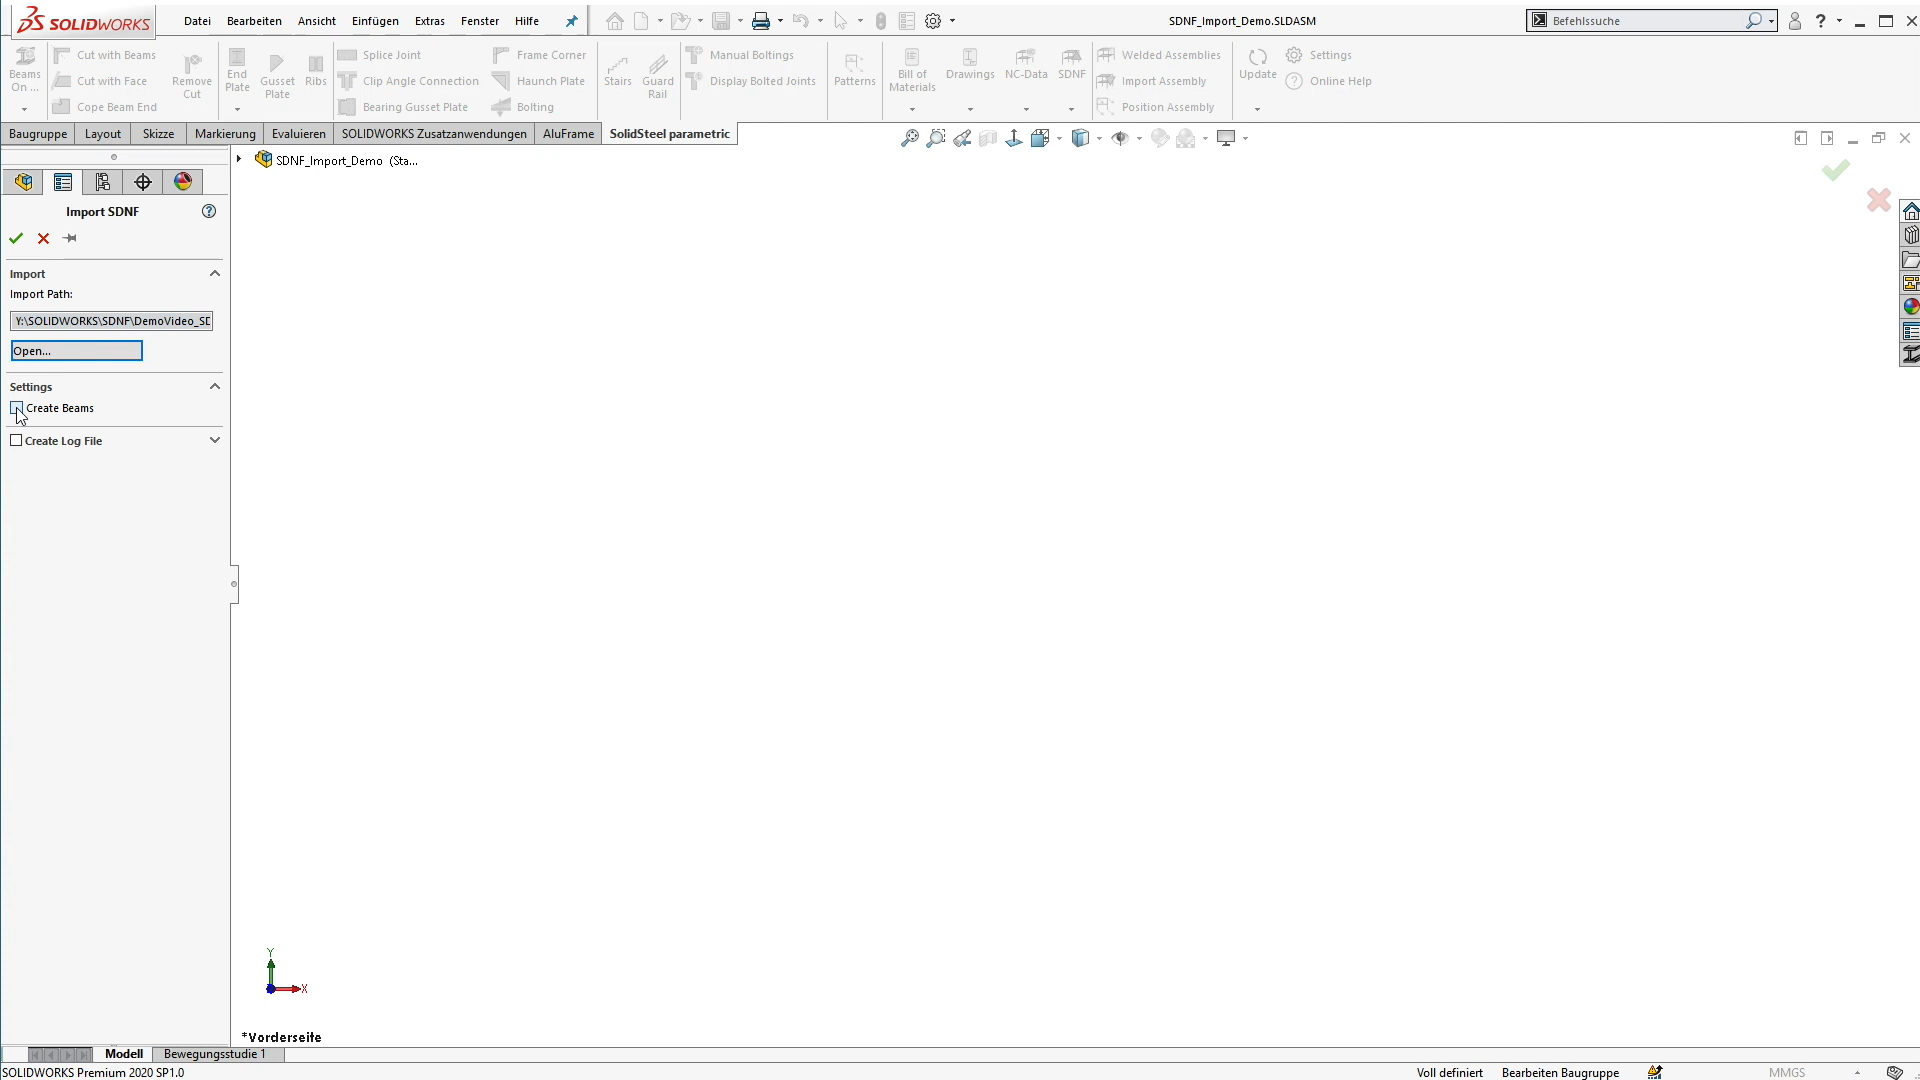 SOLIDWORKS Datei Bearbeiten Ansicht Einfügen Extras Fenster Hilfe SDNF_Import_Demo.SLDASM Befehlssuche ?
Beams On ...
Cut with Beams
Cut with Face
Cope Beam End
Remove Cut
End Plate
Gusset Plate
Ribs
Splice Joint
Clip Angle Connection
Bearing Gusset Plate
Frame Corner
Haunch Plate
Bolting
Stairs
Guard Rail
Manual Boltings
Display Bolted Joints
Patterns
Bill of Materials
Drawings
NC-Data
SDNF
Welded Assemblies
Import Assembly
Position Assembly
Update
Settings
Online Help
Baugruppe Layout Skizze Markierung Evaluieren SOLIDWORKS Zusatzanwendungen AluFrame SolidSteel parametric
SDNF_Import_Demo (Sta...
Import SDNF ?
Import
Import Path:
Y:\SOLIDWORKS\SDNF\DemoVideo_SD
Open...
Settings
Create Beams
Create Log File
Y
X
*Vorderseite
Modell Bewegungsstudie 1
SOLIDWORKS Premium 2020 SP1.0 Voll definiert Bearbeiten Baugruppe MMGS